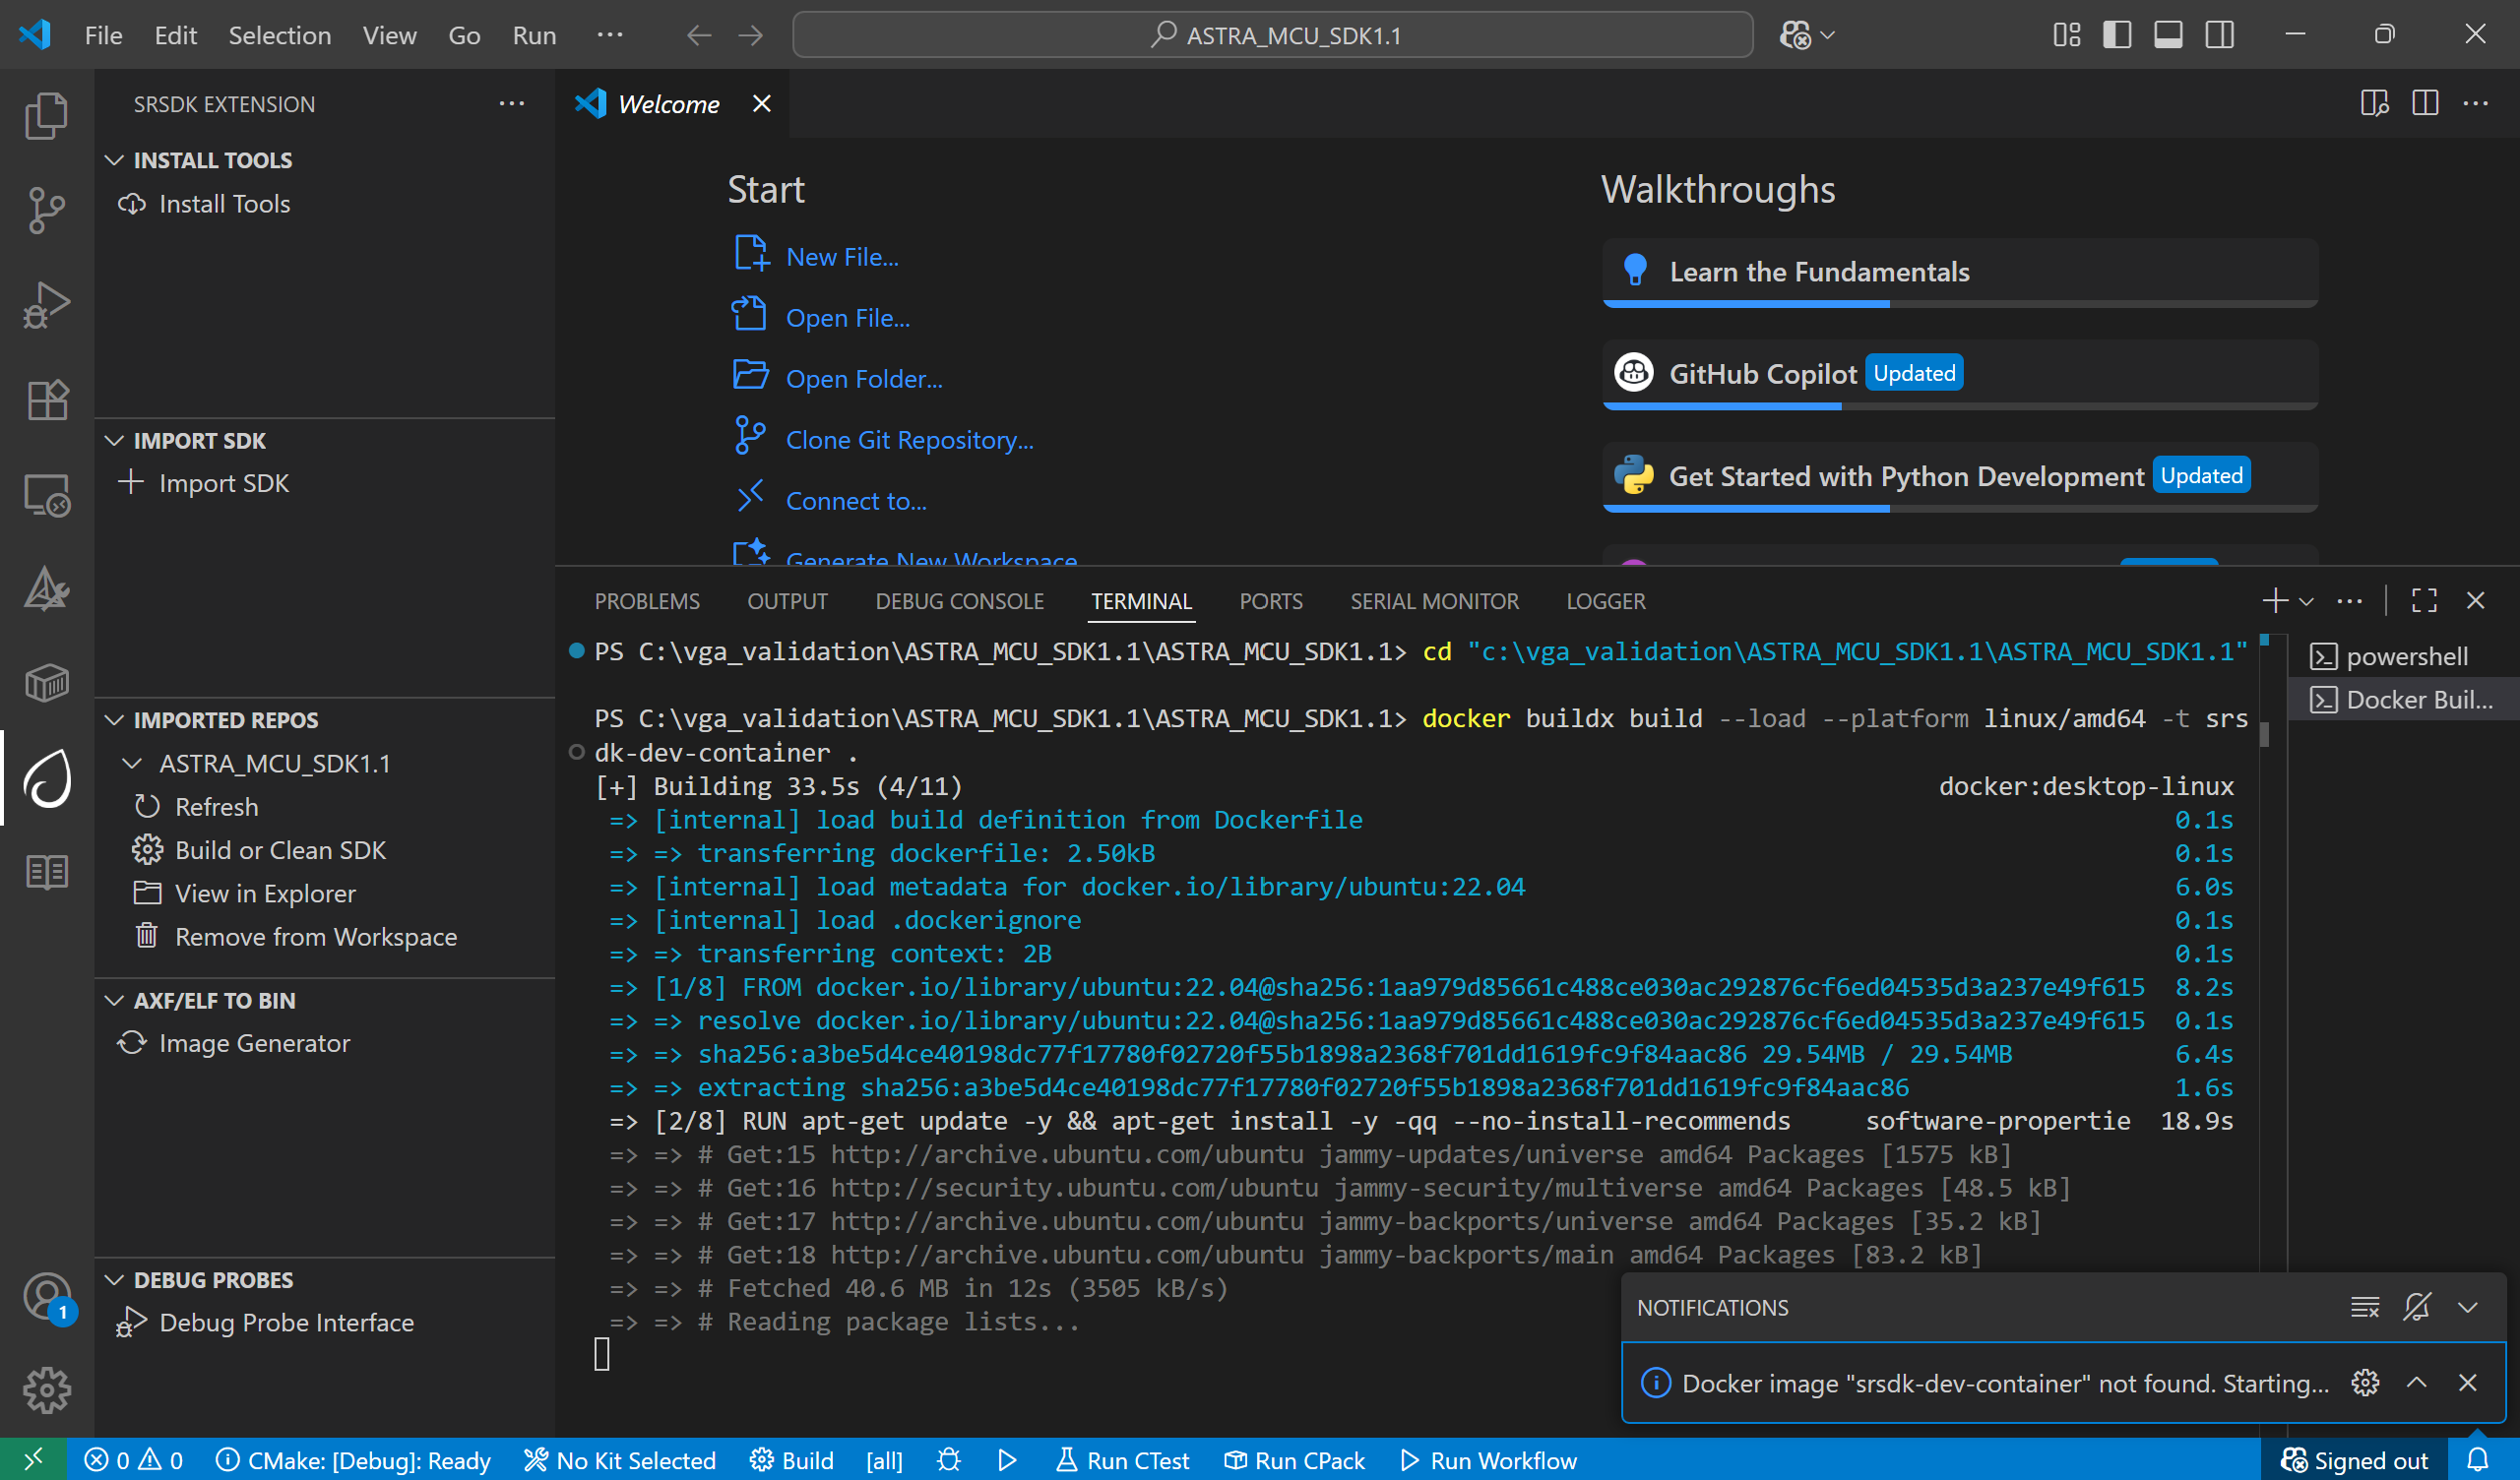 File Edit Selection View Go Run ... ASTRA_MCU_SDK1.1
SRSDK EXTENSION ...
INSTALL TOOLS
Install Tools
IMPORT SDK
Import SDK
IMPORTED REPOS
ASTRA_MCU_SDK1.1
Refresh
Build or Clean SDK
View in Explorer
Remove from Workspace
AXF/ELF TO BIN
Image Generator
DEBUG PROBES
Debug Probe Interface
1
Welcome
Start
New File...
Open File...
Open Folder...
Clone Git Repository...
Connect to...
Generate New Workspace
Walkthroughs
Learn the Fundamentals
GitHub Copilot Updated
Get Started with Python Development Updated
PROBLEMS OUTPUT DEBUG CONSOLE TERMINAL PORTS SERIAL MONITOR LOGGER
PS C:\vga_validation\ASTRA_MCU_SDK1.1\ASTRA_MCU_SDK1.1> cd "c:\vga_validation\ASTRA_MCU_SDK1.1\ASTRA_MCU_SDK1.1"
PS C:\vga_validation\ASTRA_MCU_SDK1.1\ASTRA_MCU_SDK1.1> docker buildx build --load --platform linux/amd64 -t srs
dk-dev-container .
[+] Building 33.5s (4/11) docker:desktop-linux
=> [internal] load build definition from Dockerfile 0.1s
=> => transferring dockerfile: 2.50kB 0.1s
=> [internal] load metadata for docker.io/library/ubuntu:22.04 6.0s
=> [internal] load .dockerignore 0.1s
=> => transferring context: 2B 0.1s
=> [1/8] FROM docker.io/library/ubuntu:22.04@sha256:1aa979d85661c488ce030ac292876cf6ed04535d3a237e49f615 8.2s
=> => resolve docker.io/library/ubuntu:22.04@sha256:1aa979d85661c488ce030ac292876cf6ed04535d3a237e49f615 0.1s
=> => sha256:a3be5d4ce40198dc77f17780f02720f55b1898a2368f701dd1619fc9f84aac86 29.54MB / 29.54MB 6.4s
=> => extracting sha256:a3be5d4ce40198dc77f17780f02720f55b1898a2368f701dd1619fc9f84aac86 1.6s
=> [2/8] RUN apt-get update -y && apt-get install -y -qq --no-install-recommends software-propertie 18.9s
=> => # Get:15 http://archive.ubuntu.com/ubuntu jammy-updates/universe amd64 Packages [1575 kB]
=> => # Get:16 http://security.ubuntu.com/ubuntu jammy-security/multiverse amd64 Packages [48.5 kB]
=> => # Get:17 http://archive.ubuntu.com/ubuntu jammy-backports/universe amd64 Packages [35.2 kB]
=> => # Get:18 http://archive.ubuntu.com/ubuntu jammy-backports/main amd64 Packages [83.2 kB]
=> => # Fetched 40.6 MB in 12s (3505 kB/s)
=> => # Reading package lists...
powershell
Docker Buil...
NOTIFICATIONS
Docker image "srsdk-dev-container" not found. Starting...
0 0 CMake: [Debug]: Ready No Kit Selected Build [all] Run CTest Run CPack Run Workflow Signed out